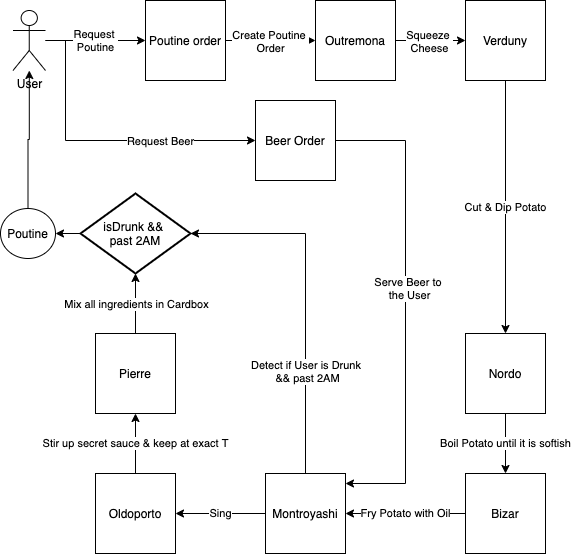 Request
Poutine
Poutine order
Create Poutine
Order
Outremona
Squeeze
Cheese
Verduny
User
Request Beer
Beer Order
Cut & Dip Potato
Poutine
isDrunk &&
past 2AM
Serve Beer to
the User
Mix all ingredients in Cardbox
Pierre
Detect if User is Drunk
&& past 2AM
Nordo
Stir up secret sauce & keep at exact T
Boil Potato until it is softish
Oldoporto
Sing
Montroyashi
Fry Potato with Oil
Bizar